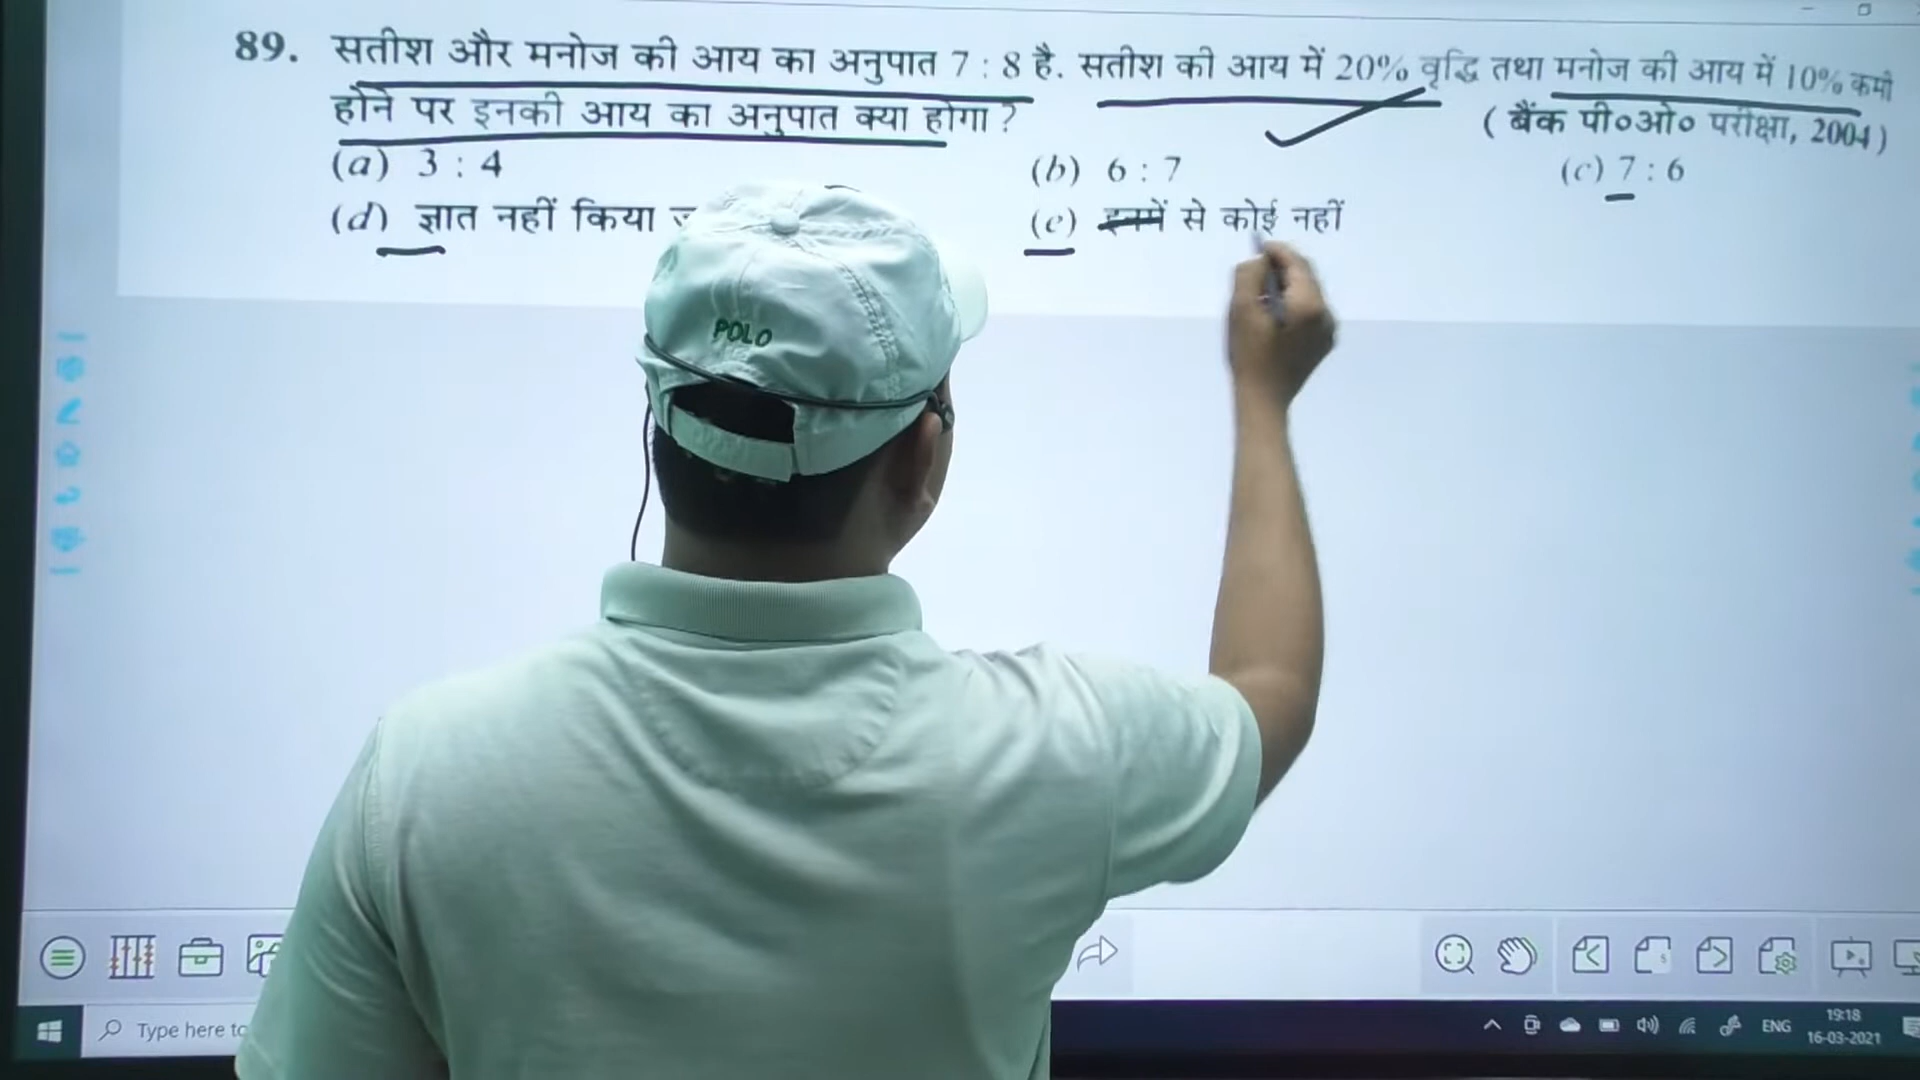 89. सतीश और मनोज की आय का अनुपात 7 : 8 है. सतीश की आय में 20% वृद्धि तथा मनोज की आय में 10% कमी
होने पर इनकी आय का अनुपात क्या होगा ?
( बैंक पी०ओ० परीक्षा, 2004 )
(a) 3 : 4 (b) 6 : 7 (c) 7 : 6
(d) ज्ञात नहीं किया (e) इनमें से कोई नहीं
POLO
Type here to
ENG
19:18
16-03-2021